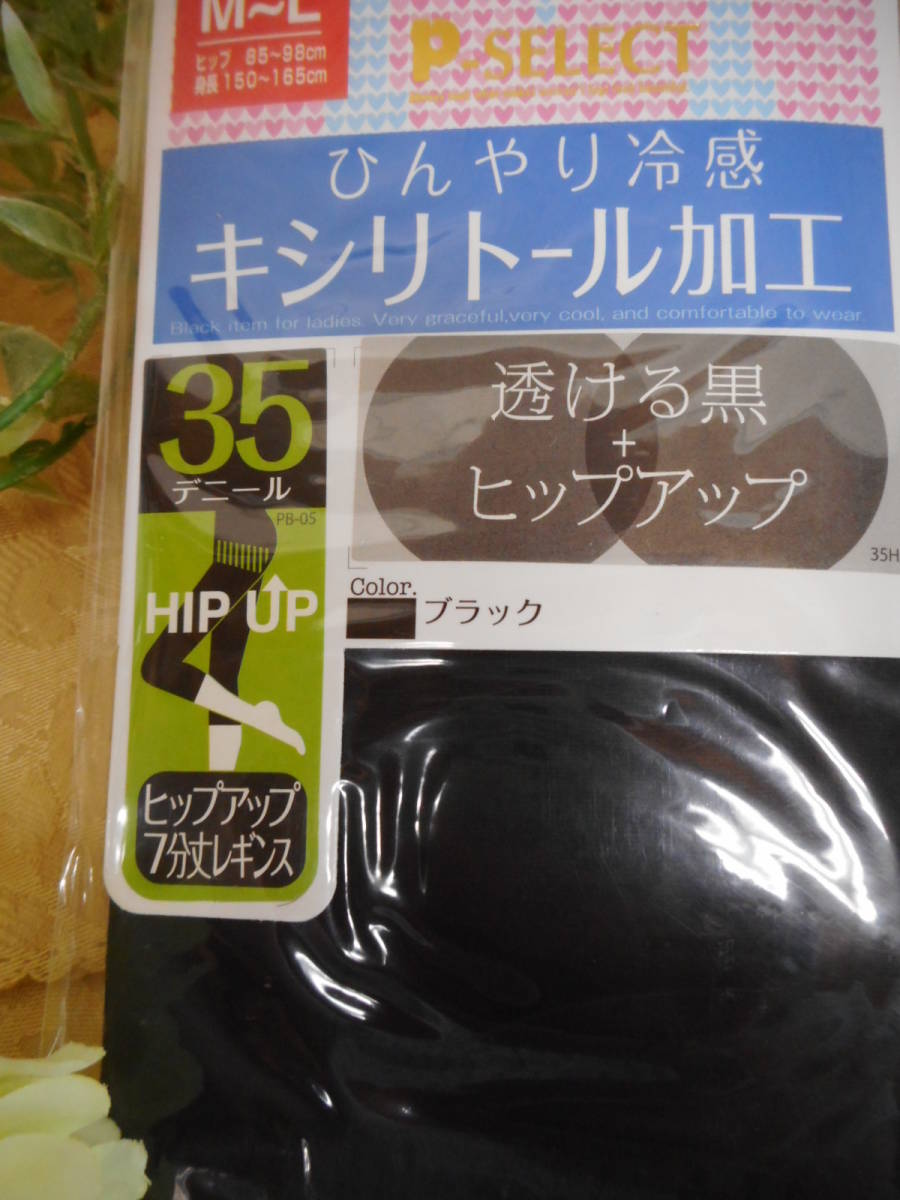 M~L
ヒップ 85~98cm
身長 150~165cm
P-SELECT
ひんやり冷感
キシリトール加工
Black item for ladies. Very graceful,very cool, and comfortable to wear.
35
デニール
PB-05
HIP UP
ヒップアップ
7分丈レギンス
透ける黒
+
ヒップアップ
35H
Color.
ブラック